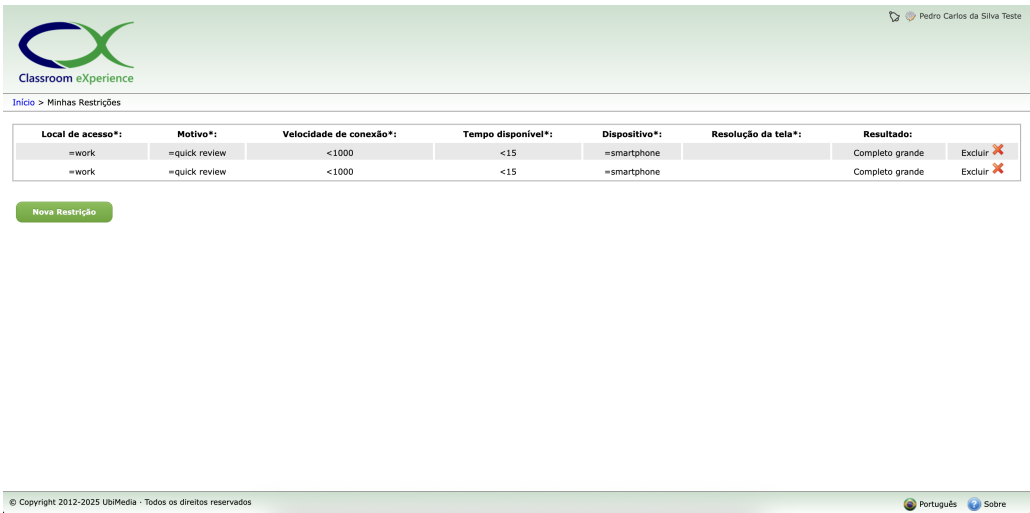 Pedro Carlos da Silva Teste
Classroom eXperience
Início > Minhas Restrições
Local de acesso*: Motivo*: Velocidade de conexão*: Tempo disponível*: Dispositivo*: Resolução da tela*: Resultado:
=work =quick review <1000 <15 =smartphone Completo grande Excluir
=work =quick review <1000 <15 =smartphone Completo grande Excluir
Nova Restrição
© Copyright 2012-2025 UbiMedia · Todos os direitos reservados Português Sobre